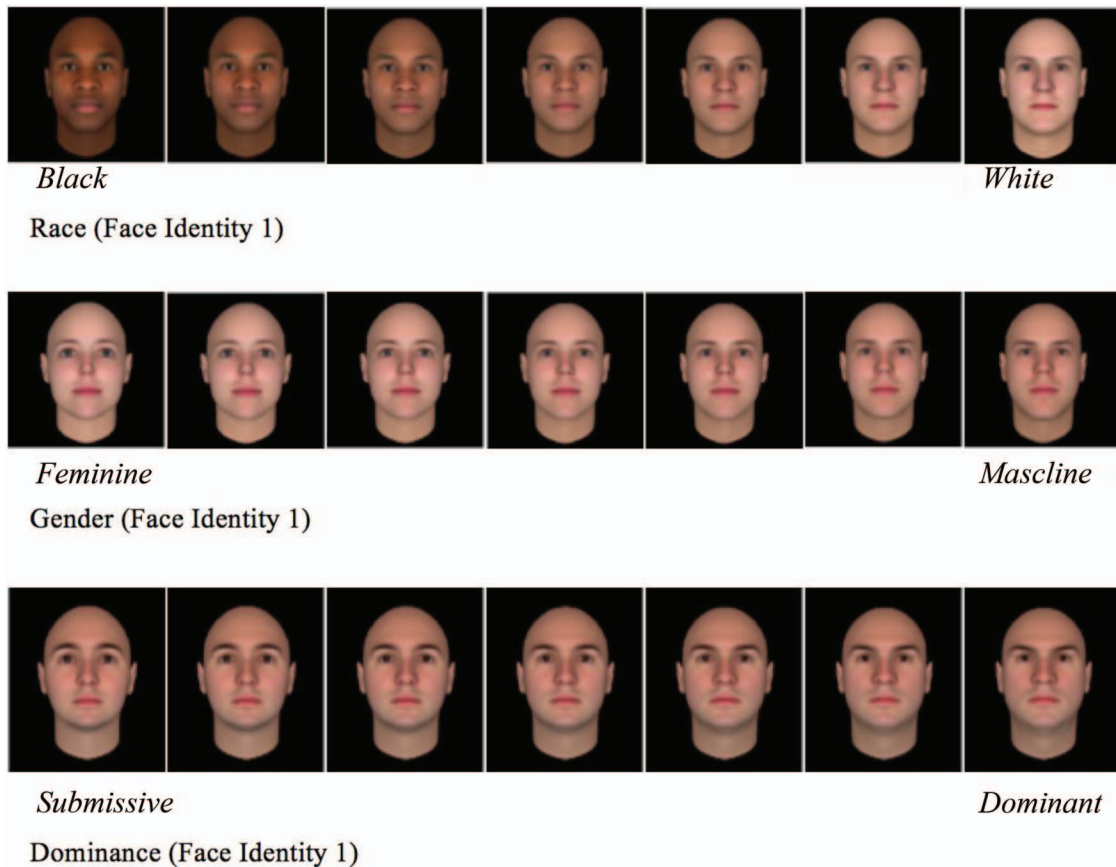 Black White
Race (Face Identity 1)
Feminine Mascline
Gender (Face Identity 1)
Submissive Dominant
Dominance (Face Identity 1)